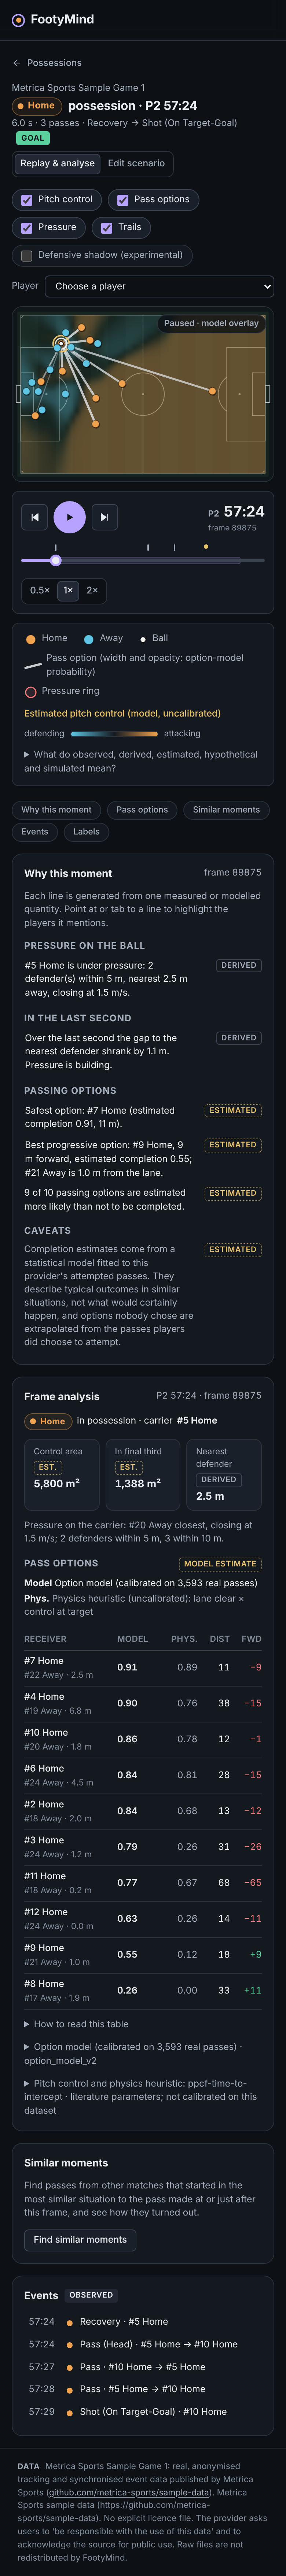 FootyMind
← Possessions
Metrica Sports Sample Game 1
Home possession · P2 57:24
6.0 s · 3 passes · Recovery → Shot (On Target-Goal)
GOAL
Replay & analyse Edit scenario
Pitch control Pass options
Pressure Trails
Defensive shadow (experimental)
Player Choose a player
Paused · model overlay
P2 57:24
frame 89875
0.5× 1× 2×
Home Away Ball
Pass option (width and opacity: option-model
probability)
Pressure ring
Estimated pitch control (model, uncalibrated)
defending attacking
▶ What do observed, derived, estimated, hypothetical
and simulated mean?
Why this moment Pass options Similar moments
Events Labels
Why this moment frame 89875
Each line is generated from one measured or modelled
quantity. Point at or tab to a line to highlight the
players it mentions.
PRESSURE ON THE BALL
#5 Home is under pressure: 2 DERIVED
defender(s) within 5 m, nearest 2.5 m
away, closing at 1.5 m/s.
IN THE LAST SECOND
Over the last second the gap to the DERIVED
nearest defender shrank by 1.1 m.
Pressure is building.
PASSING OPTIONS
Safest option: #7 Home (estimated ESTIMATED
completion 0.91, 11 m).
Best progressive option: #9 Home, 9 ESTIMATED
m forward, estimated completion 0.55;
#21 Away is 1.0 m from the lane.
9 of 10 passing options are estimated ESTIMATED
more likely than not to be completed.
CAVEATS
Completion estimates come from a ESTIMATED
statistical model fitted to this
provider's attempted passes. They
describe typical outcomes in similar
situations, not what would certainly
happen, and options nobody chose are
extrapolated from the passes players
did choose to attempt.
Frame analysis P2 57:24 · frame 89875
Home in possession · carrier #5 Home
Control area In final third Nearest
defender
EST. EST. DERIVED
5,800 m² 1,388 m² 2.5 m
Pressure on the carrier: #20 Away closest, closing at
1.5 m/s; 2 defenders within 5 m, 3 within 10 m.
PASS OPTIONS MODEL ESTIMATE
Model Option model (calibrated on 3,593 real passes)
Phys. Physics heuristic (uncalibrated): lane clear ×
control at target
RECEIVER MODEL PHYS. DIST FWD
#7 Home
#22 Away · 2.5 m 0.91 0.89 11 −9
#4 Home
#19 Away · 6.8 m 0.90 0.76 38 −15
#10 Home
#20 Away · 1.8 m 0.86 0.78 12 −1
#6 Home
#24 Away · 4.5 m 0.84 0.81 28 −15
#2 Home
#18 Away · 2.0 m 0.84 0.68 13 −12
#3 Home
#24 Away · 1.2 m 0.79 0.26 31 −26
#11 Home
#18 Away · 0.2 m 0.77 0.67 68 −65
#12 Home
#24 Away · 0.0 m 0.63 0.26 14 −11
#9 Home
#21 Away · 1.0 m 0.55 0.12 18 +9
#8 Home
#17 Away · 1.9 m 0.26 0.00 33 +11
▶ How to read this table
▶ Option model (calibrated on 3,593 real passes) ·
option_model_v2
▶ Pitch control and physics heuristic: ppcf-time-to-
intercept · literature parameters; not calibrated on this
dataset
Similar moments
Find passes from other matches that started in the
most similar situation to the pass made at or just after
this frame, and see how they turned out.
Find similar moments
Events OBSERVED
57:24 Recovery · #5 Home
57:24 Pass (Head) · #5 Home → #10 Home
57:27 Pass · #10 Home → #5 Home
57:28 Pass · #5 Home → #10 Home
57:29 Shot (On Target-Goal) · #10 Home
DATA Metrica Sports Sample Game 1: real, anonymised
tracking and synchronised event data published by Metrica
Sports (github.com/metrica-sports/sample-data). Metrica
Sports sample data (https://github.com/metrica-
sports/sample-data). No explicit licence file. The provider asks
users to 'be responsible with the use of this data' and to
acknowledge the source for public use. Raw files are not
redistributed by FootyMind.